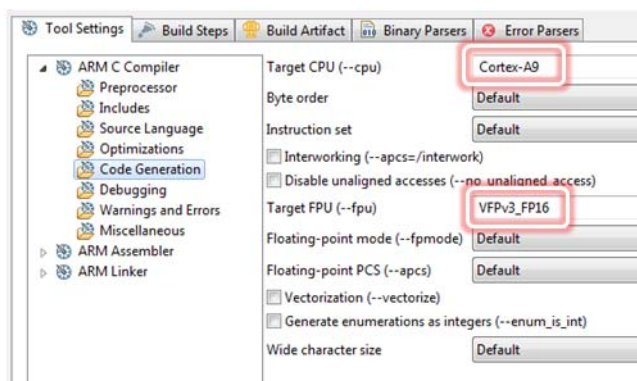 Tool Settings Build Steps Build Artifact Binary Parsers Error Parsers
ARM C Compiler
Preprocessor
Includes
Source Language
Optimizations
Code Generation
Debugging
Warnings and Errors
Miscellaneous
ARM Assembler
ARM Linker
Target CPU (--cpu) Cortex-A9
Byte order Default
Instruction set Default
Interworking (--apcs=/interwork)
Disable unaligned accesses (--no_unaligned_access)
Target FPU (--fpu) VFPv3_FP16
Floating-point mode (--fpmode) Default
Floating-point PCS (--apcs) Default
Vectorization (--vectorize)
Generate enumerations as integers (--enum_is_int)
Wide character size Default